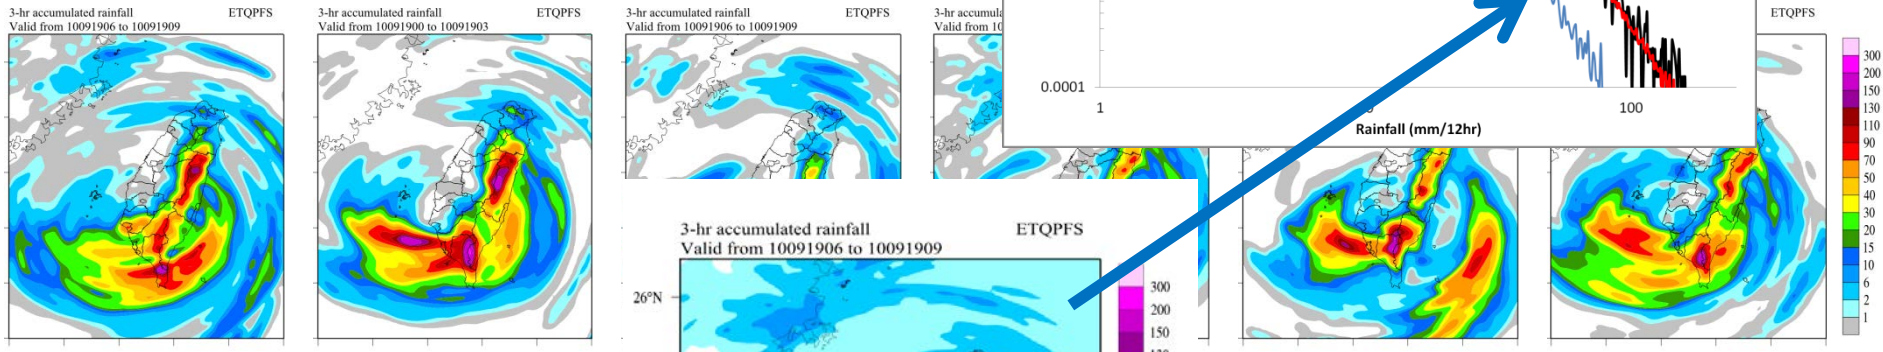 3-hr accumulated rainfall ETQPFS
Valid from 10091906 to 10091909
3-hr accumulated rainfall ETQPFS
Valid from 10091900 to 10091903
3-hr accumulated rainfall ETQPFS
Valid from 10091906 to 10091909
3-hr accumula
Valid from 10
0.0001
1
100
Rainfall (mm/12hr)
ETQPFS
300
200
150
130
110
90
70
50
40
30
20
15
10
6
2
1
3-hr accumulated rainfall ETQPFS
Valid from 10091906 to 10091909
26°N
300
200
150